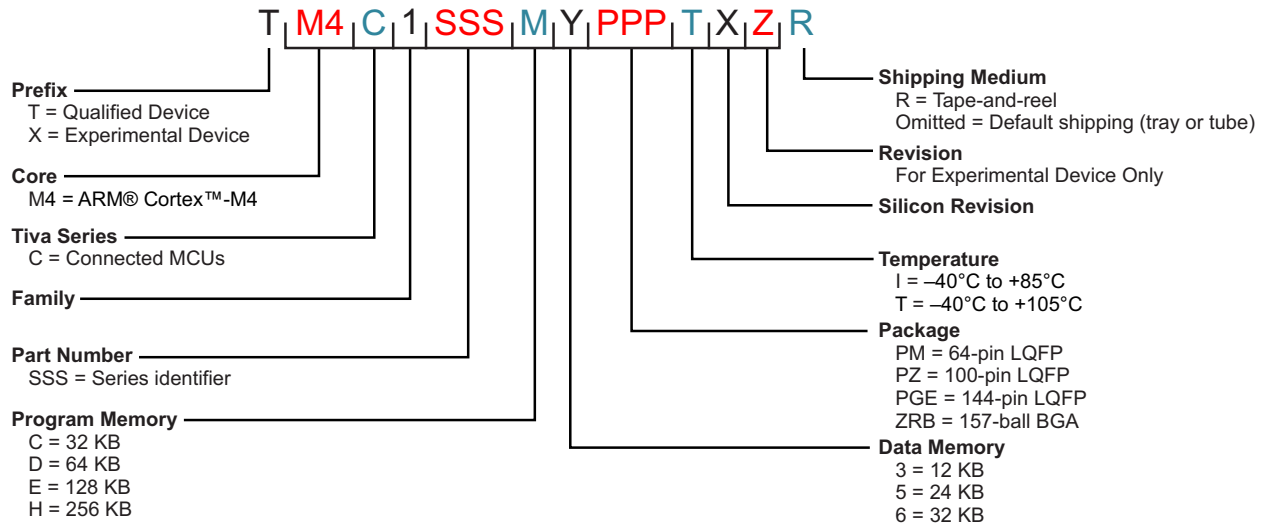 T M4 C 1 SSS M Y PPP T X Z R
Prefix
T = Qualified Device
X = Experimental Device
Core
M4 = ARM® Cortex™-M4
Tiva Series
C = Connected MCUs
Family
Part Number
SSS = Series identifier
Program Memory
C = 32 KB
D = 64 KB
E = 128 KB
H = 256 KB
Shipping Medium
R = Tape-and-reel
Omitted = Default shipping (tray or tube)
Revision
For Experimental Device Only
Silicon Revision
Temperature
I = –40°C to +85°C
T = –40°C to +105°C
Package
PM = 64-pin LQFP
PZ = 100-pin LQFP
PGE = 144-pin LQFP
ZRB = 157-ball BGA
Data Memory
3 = 12 KB
5 = 24 KB
6 = 32 KB